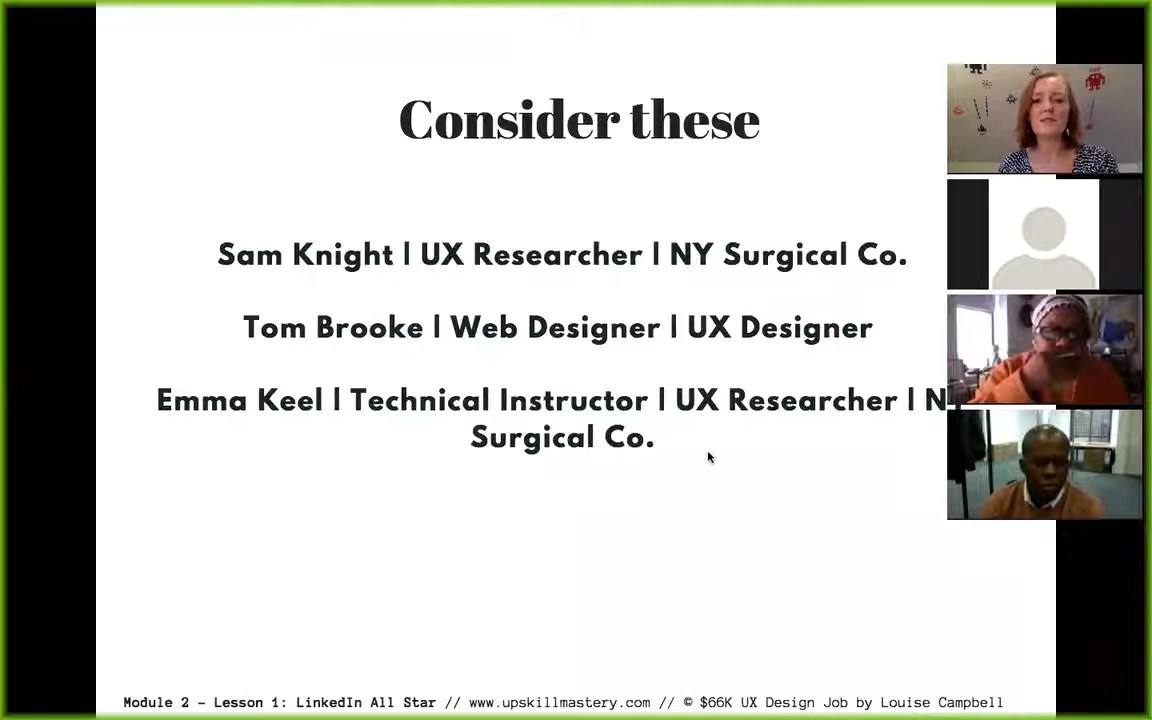 Consider these
Sam Knight | UX Researcher | NY Surgical Co.
Tom Brooke | Web Designer | UX Designer
Emma Keel | Technical Instructor | UX Researcher | NY
Surgical Co.
Module 2 - Lesson 1: LinkedIn All Star // www.upskillmastery.com // © $66K UX Design Job by Louise Campbell